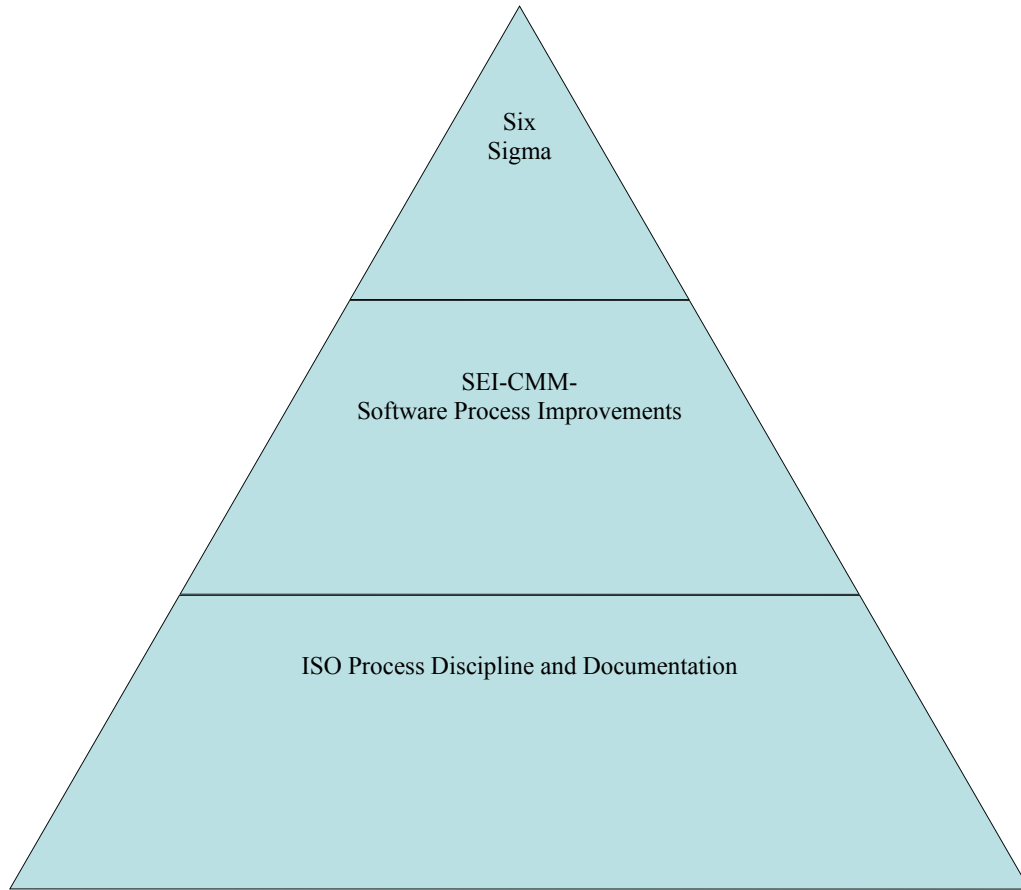 Six
Sigma
SEI-CMM-
Software Process Improvements
ISO Process Discipline and Documentation